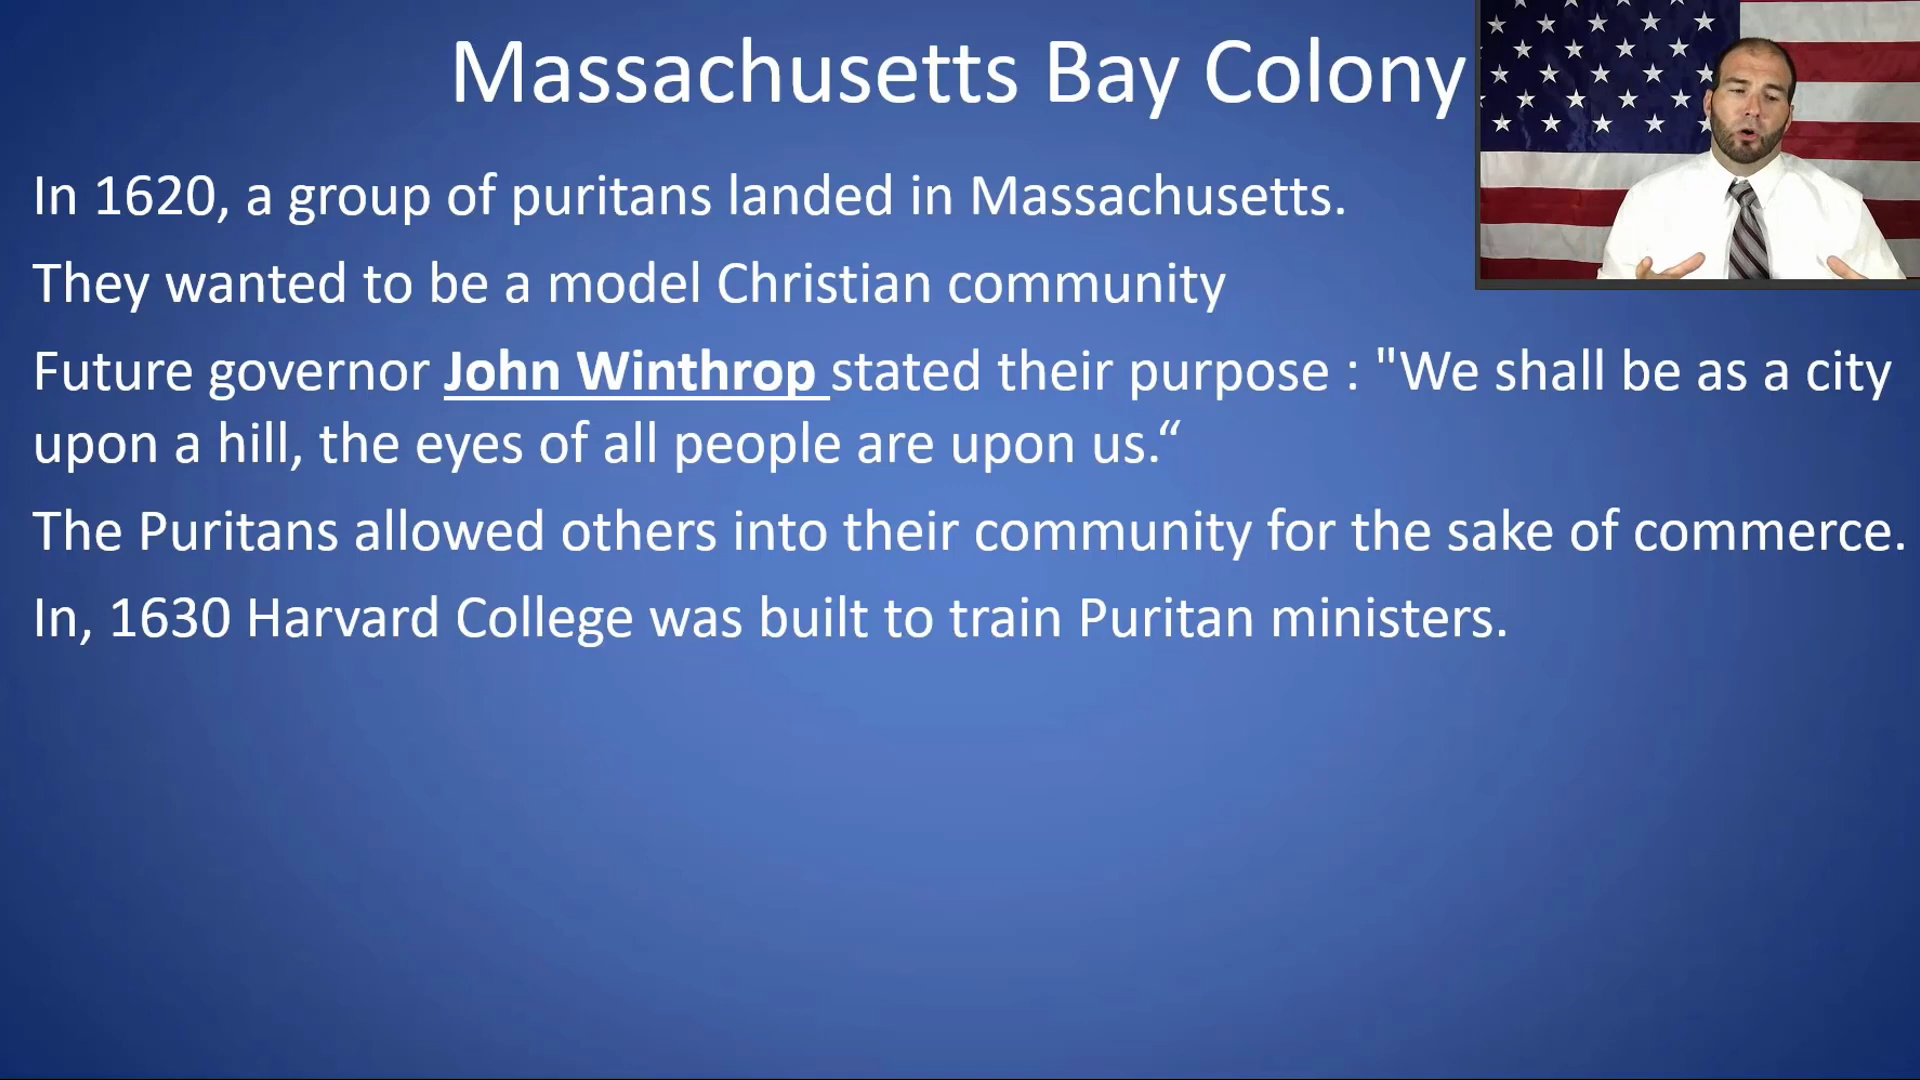 Massachusetts Bay Colony
In 1620, a group of puritans landed in Massachusetts.
They wanted to be a model Christian community
Future governor John Winthrop stated their purpose : "We shall be as a city
upon a hill, the eyes of all people are upon us.“
The Puritans allowed others into their community for the sake of commerce.
In, 1630 Harvard College was built to train Puritan ministers.